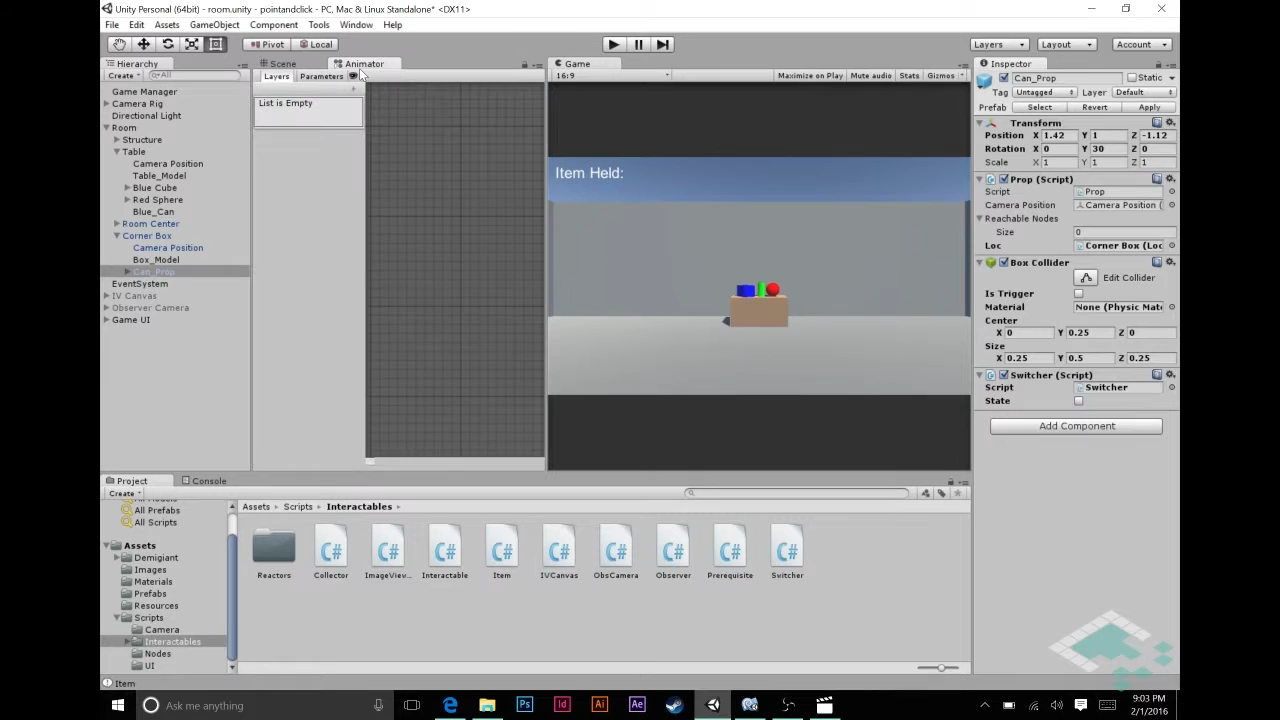 Unity Personal (64bit) - room.unity - pointandclick - PC, Mac & Linux Standalone* <DX11>
File Edit Assets GameObject Component Tools Window Help
Pivot Local Layers Layout Account
Hierarchy Scene Animator Game Inspector
Create All Layers Parameters 16:9 Maximize on Play Mute audio Stats Gizmos
List is Empty
Game Manager
Camera Rig
Directional Light
Room
Structure
Table
Camera Position
Table_Model
Blue Cube
Red Sphere
Blue_Can
Room Center
Corner Box
Camera Position
Box_Model
Can_Prop
EventSystem
IV Canvas
Observer Camera
Game UI
Item Held:
Can_Prop Static
Tag Untagged Layer Default
Prefab Select Revert Apply
Transform
Position X 1.42 Y 1 Z -1.12
Rotation X 0 Y 30 Z 0
Scale X 1 Y 1 Z 1
Prop (Script)
Script Prop
Camera Position Camera Position (
Reachable Nodes
Size 0
Loc Corner Box (Loc
Box Collider
Edit Collider
Is Trigger
Material None (Physic Mate
Center
X 0 Y 0.25 Z 0
Size
X 0.25 Y 0.5 Z 0.25
Switcher (Script)
Script Switcher
State
Add Component
Project Console
Create
All Prefabs
All Scripts
Assets
Demigiant
Images
Materials
Prefabs
Resources
Scripts
Camera
Interactables
Nodes
UI
Assets Scripts Interactables
C# C# C# C# C# C# C# C# C#
Reactors Collector ImageView... Interactable Item IVCanvas ObsCamera Observer Prerequisite Switcher
Item
Ask me anything Ps Id Ai Ae
9:03 PM
2/1/2016